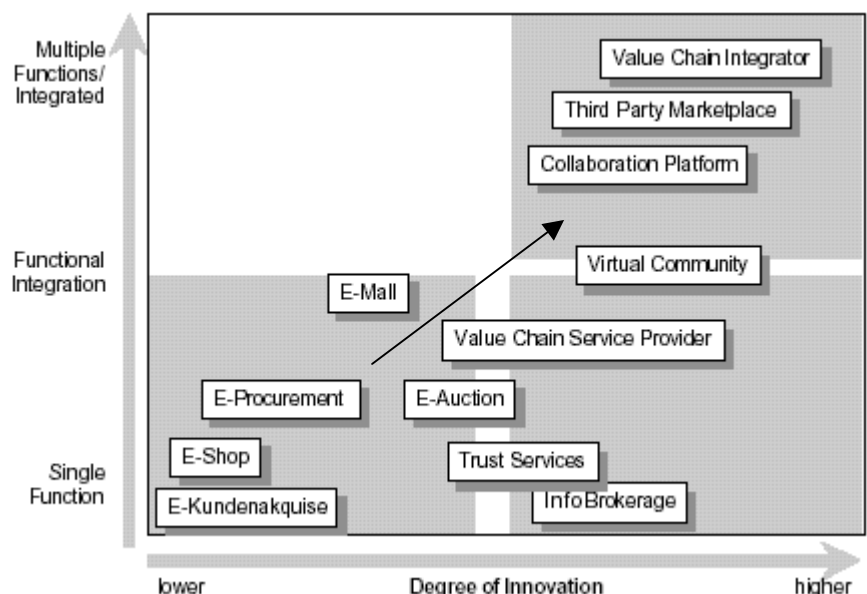 Multiple
Functions/
Integrated
Value Chain Integrator
Third Party Marketplace
Collaboration Platform
Functional
Integration
Virtual Community
E-Mall
Value Chain Service Provider
E-Procurement
E-Auction
E-Shop
Trust Services
Single
Function
E-Kundenakquise
InfoBrokerage
lower
Degree of Innovation
higher